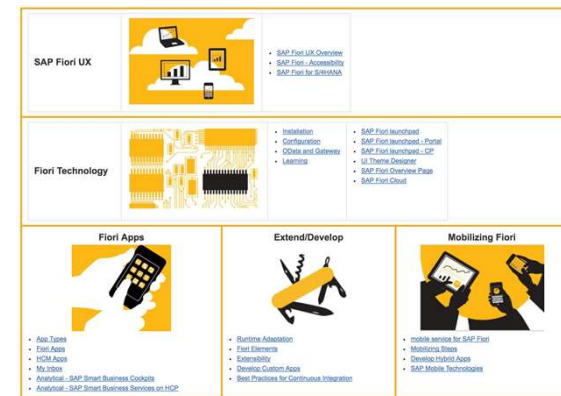 SAP Fiori UX
SAP Fiori UX Overview
SAP Fiori - Accessibility
SAP Fiori for S/4HANA
Fiori Technology
Installation
Configuration
OData and Gateway
Learning
SAP Fiori launchpad
SAP Fiori launchpad - Portal
SAP Fiori launchpad - CP
UI Theme Designer
SAP Fiori Overview Page
SAP Fiori Cloud
Fiori Apps
App Types
Fiori Apps
HCM Apps
My Inbox
Analytical - SAP Smart Business Cockpits
Analytical - SAP Smart Business Services on HCP
Extend/Develop
Runtime Adaptation
Fiori Elements
Extensibility
Develop Custom Apps
Best Practices for Continuous Integration
Mobilizing Fiori
mobile service for SAP Fiori
Mobilizing Steps
Develop Hybrid Apps
SAP Mobile Technologies